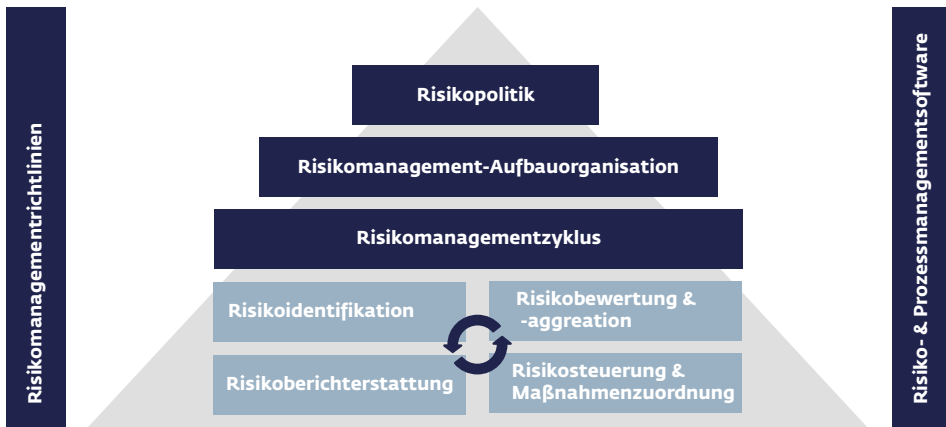 Risikomanagementrichtlinien
Risikopolitik
Risikomanagement-Aufbauorganisation
Risikomanagementzyklus
Risikoidentifikation
Risikobewertung &
-aggreation
Risikoberichterstattung
Risikosteuerung &
Maßnahmenzuordnung
Risiko- & Prozessmanagementsoftware